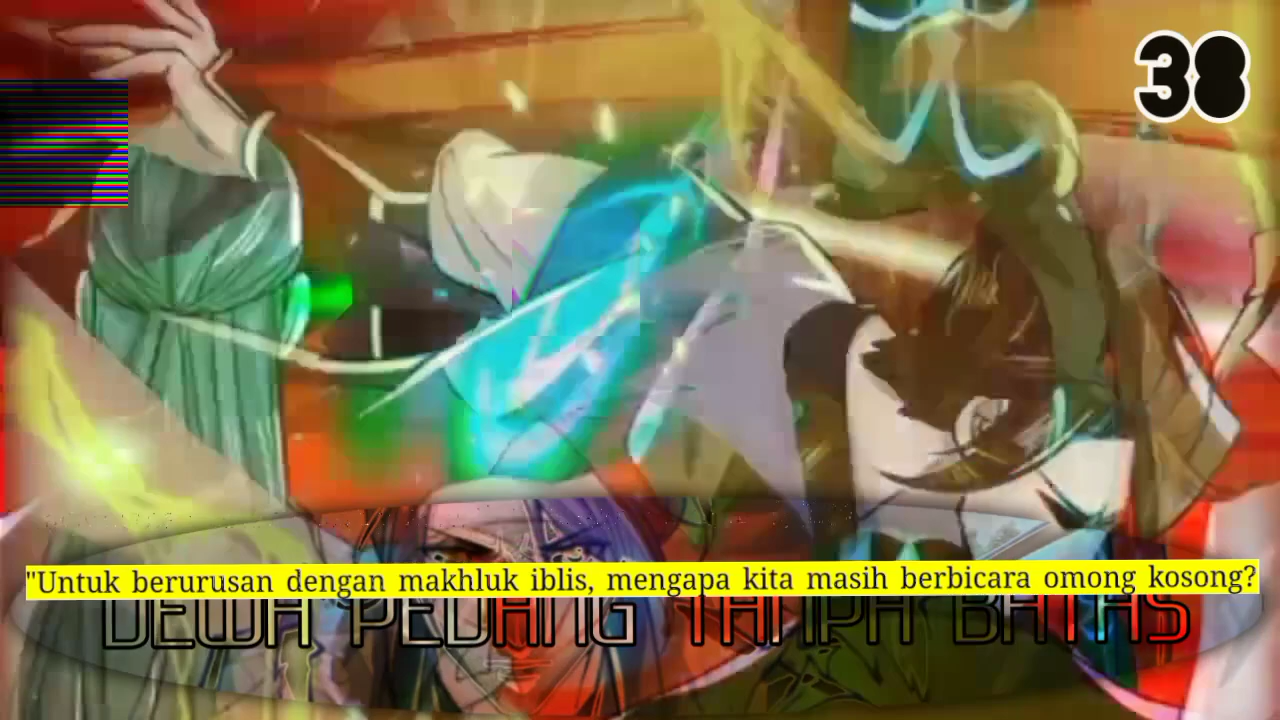 38
"Untuk berurusan dengan makhluk iblis, mengapa kita masih berbicara omong kosong?
DEWA PEDANG TANPA BATAS